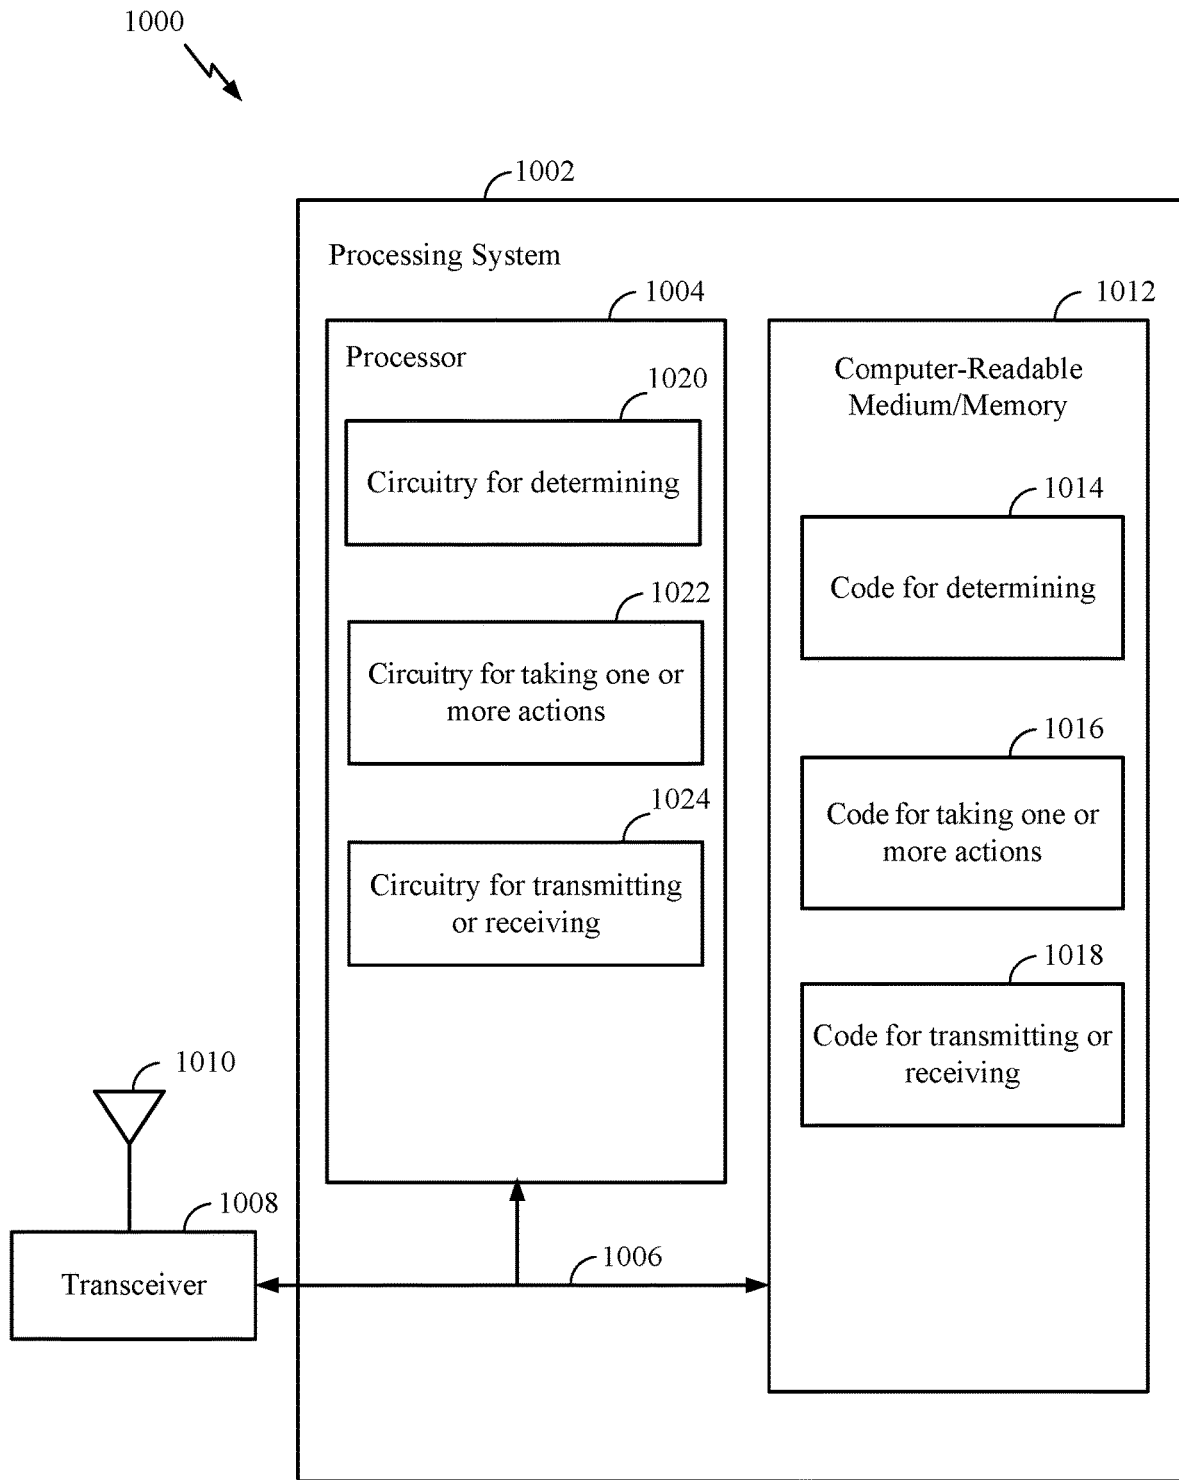 1000
1002
Processing System
1004
Processor
1020
Circuitry for determining
1022
Circuitry for taking one or
more actions
1024
Circuitry for transmitting
or receiving
1012
Computer-Readable
Medium/Memory
1014
Code for determining
1016
Code for taking one or
more actions
1018
Code for transmitting or
receiving
1010
1008
Transceiver
1006